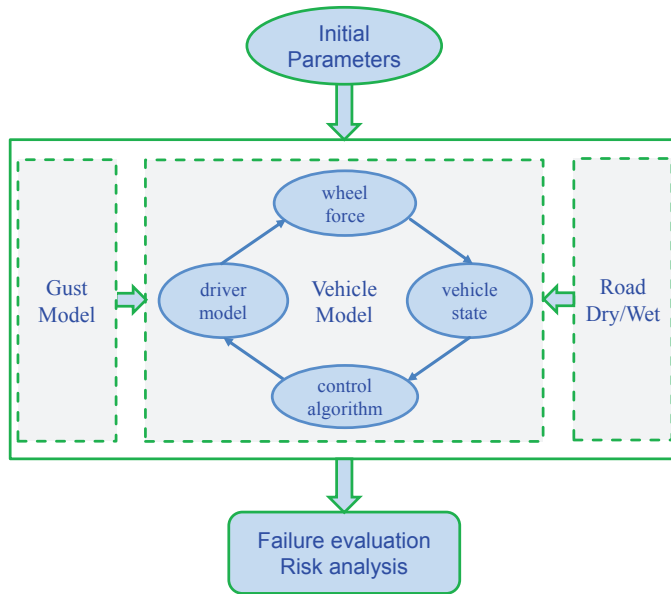 Initial
Parameters
Gust
Model
wheel
force
driver
model
Vehicle
Model
vehicle
state
control
algorithm
Road
Dry/Wet
Failure evaluation
Risk analysis